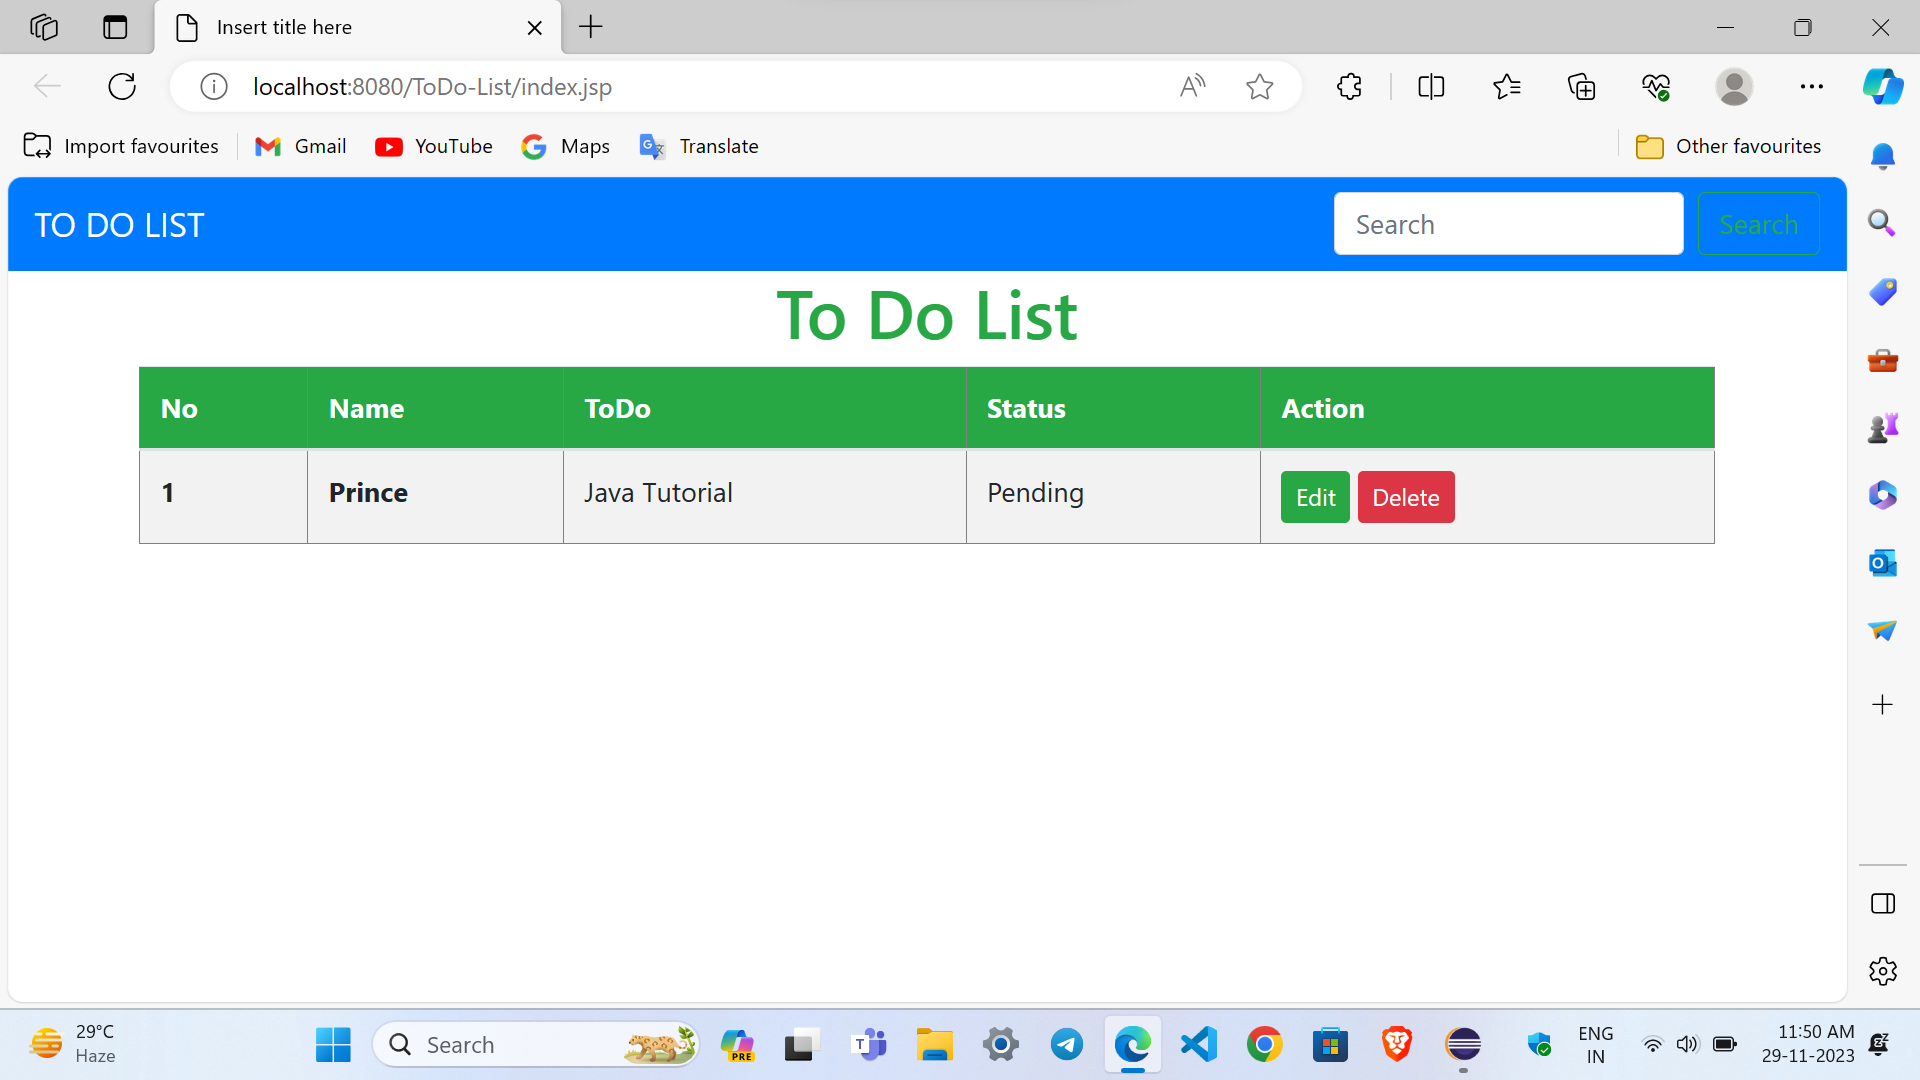 Insert title here
localhost:8080/ToDo-List/index.jsp
Import favourites Gmail YouTube Maps Translate Other favourites
TO DO LIST Search Search
To Do List
No Name ToDo Status Action
1 Prince Java Tutorial Pending Edit Delete
29°C
Haze
Search
PRE
ENG
IN
11:50 AM
29-11-2023